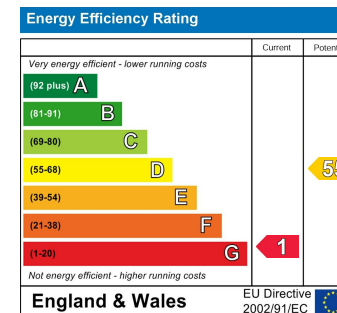 Energy Efficiency Rating
Current
Very energy efficient - lower running costs
(92 plus) A
(81-91) B
(69-80) C
(55-68) D
(39-54) E
(21-38) F
(1-20) G
1
Not energy efficient - higher running costs
England & Wales
EU Directive
2002/91/EC